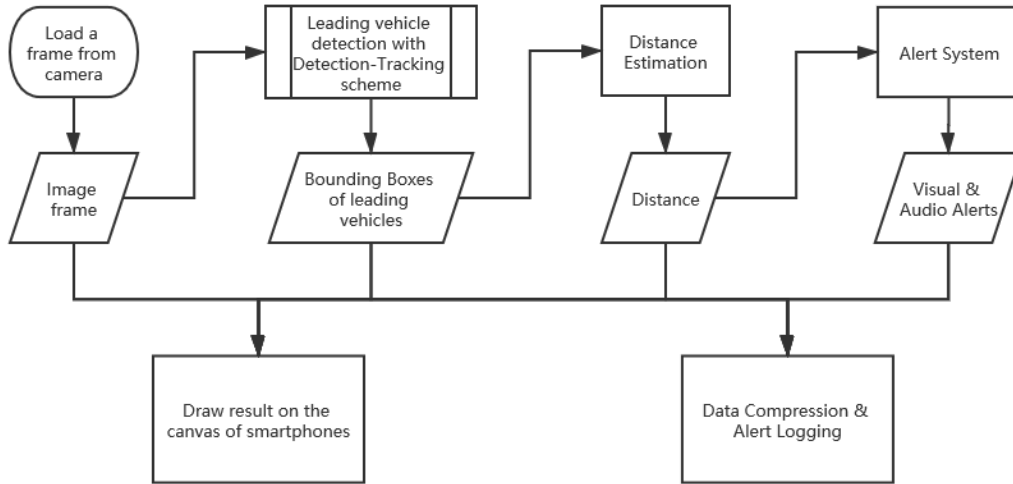 Load a
frame from
camera
Leading vehicle
detection with
Detection-Tracking
scheme
Distance
Estimation
Alert System
Image
frame
Bounding Boxes
of leading
vehicles
Distance
Visual &
Audio Alerts
Draw result on the
canvas of smartphones
Data Compression &
Alert Logging